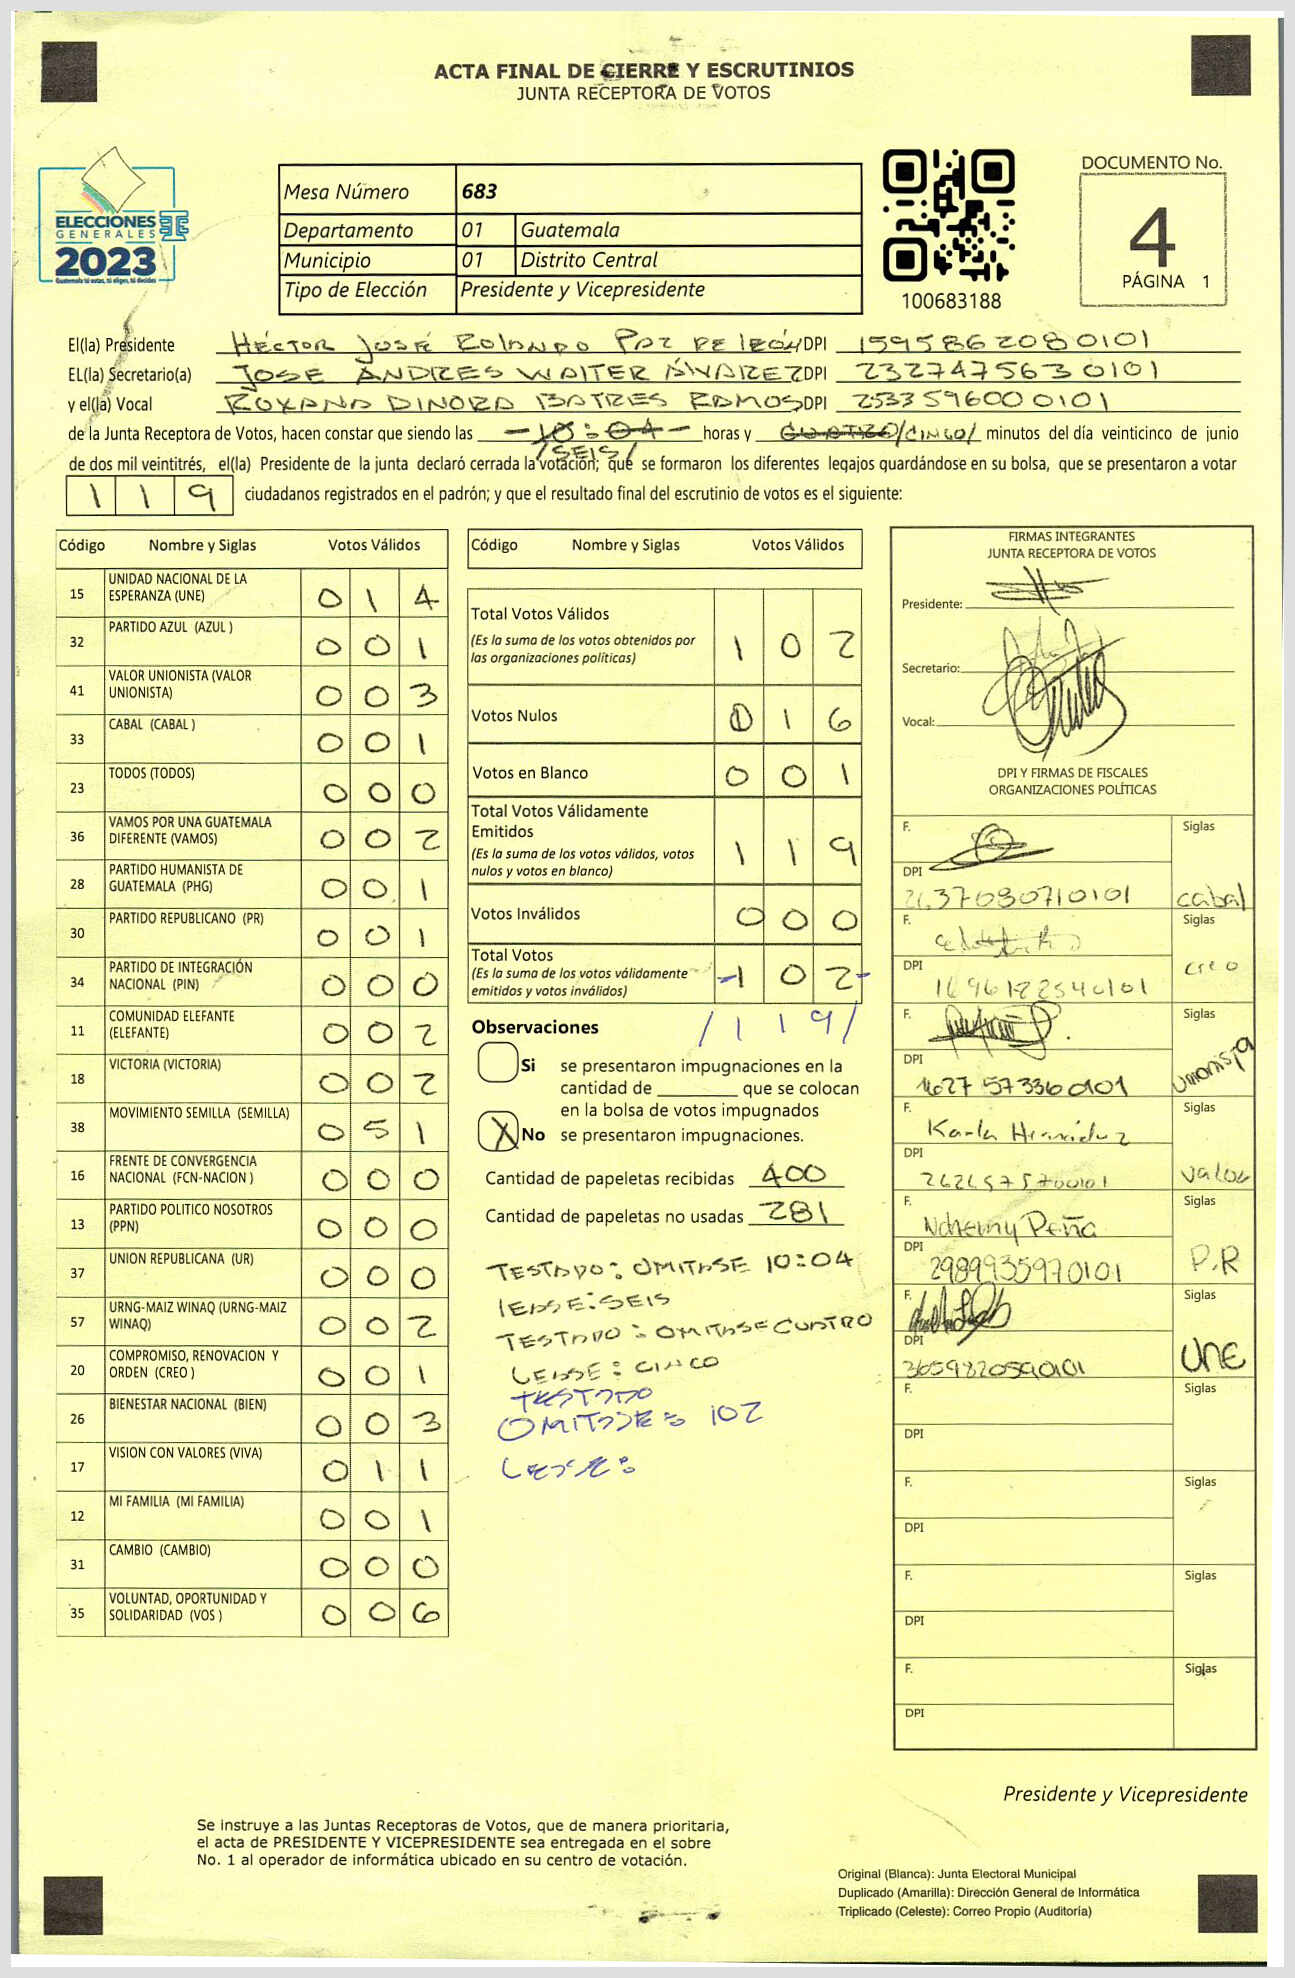 ACTA FINAL DE CIERRE Y ESCRUTINIOS
JUNTA RECEPTORA DE VOTOS
ELECCIONES
GENERALES
2023
Guatemala tú votas, tú eliges, tú decides
Mesa Número 683
Departamento 01 Guatemala
Municipio 01 Distrito Central
Tipo de Elección Presidente y Vicepresidente
100683188
DOCUMENTO No.
4
PÁGINA 1
El(la) Presidente HÉCTOR JOSÉ ROLANDO PAZ DE LEÓN DPI 1595862080101
EL(la) Secretario(a) JOSE ANDRES WALTER ÁLVAREZ DPI 2327475630101
y el(la) Vocal ROXANA DINORA BATRES RAMOS DPI 2533596000101
de la Junta Receptora de Votos, hacen constar que siendo las -10:04- /SEIS/ horas y CUATRO /CINCO/ minutos del día veinticinco de junio
de dos mil veintitrés, el(la) Presidente de la junta declaró cerrada la votación; que se formaron los diferentes legajos guardándose en su bolsa, que se presentaron a votar
1 1 9 ciudadanos registrados en el padrón; y que el resultado final del escrutinio de votos es el siguiente:
Código Nombre y Siglas Votos Válidos
15 UNIDAD NACIONAL DE LA ESPERANZA (UNE) 0 1 4
32 PARTIDO AZUL (AZUL ) 0 0 1
41 VALOR UNIONISTA (VALOR UNIONISTA) 0 0 3
33 CABAL (CABAL ) 0 0 1
23 TODOS (TODOS) 0 0 0
36 VAMOS POR UNA GUATEMALA DIFERENTE (VAMOS) 0 0 2
28 PARTIDO HUMANISTA DE GUATEMALA (PHG) 0 0 1
30 PARTIDO REPUBLICANO (PR) 0 0 1
34 PARTIDO DE INTEGRACIÓN NACIONAL (PIN) 0 0 0
11 COMUNIDAD ELEFANTE (ELEFANTE) 0 0 2
18 VICTORIA (VICTORIA) 0 0 2
38 MOVIMIENTO SEMILLA (SEMILLA) 0 5 1
16 FRENTE DE CONVERGENCIA NACIONAL (FCN-NACION ) 0 0 0
13 PARTIDO POLITICO NOSOTROS (PPN) 0 0 0
37 UNION REPUBLICANA (UR) 0 0 0
57 URNG-MAIZ WINAQ (URNG-MAIZ WINAQ) 0 0 2
20 COMPROMISO, RENOVACION Y ORDEN (CREO ) 0 0 1
26 BIENESTAR NACIONAL (BIEN) 0 0 3
17 VISION CON VALORES (VIVA) 0 1 1
12 MI FAMILIA (MI FAMILIA) 0 0 1
31 CAMBIO (CAMBIO) 0 0 0
35 VOLUNTAD, OPORTUNIDAD Y SOLIDARIDAD (VOS ) 0 0 6
Código Nombre y Siglas Votos Válidos
Total Votos Válidos 1 0 2
(Es la suma de los votos obtenidos por
las organizaciones políticas)
Votos Nulos 0 1 6
Votos en Blanco 0 0 1
Total Votos Válidamente
Emitidos 1 1 9
(Es la suma de los votos válidos, votos
nulos y votos en blanco)
Votos Inválidos 0 0 0
Total Votos
(Es la suma de los votos válidamente
emitidos y votos inválidos) -1 0 2-
/1 1 9/
Observaciones
Si se presentaron impugnaciones en la
cantidad de ________ que se colocan
en la bolsa de votos impugnados
X No se presentaron impugnaciones.
Cantidad de papeletas recibidas 400
Cantidad de papeletas no usadas 281
TESTADO: OMITASE 10:04
LEASE: SEIS
TESTADO: OMITASE CUATRO
LEASE: CINCO
TESTADO
OMITASE: 102
LEASE:
FIRMAS INTEGRANTES
JUNTA RECEPTORA DE VOTOS
Presidente:
Secretario:
Vocal:
DPI Y FIRMAS DE FISCALES
ORGANIZACIONES POLÍTICAS
F. Siglas
DPI 2637080710101 cabal
F. Siglas
DPI creo
F. Siglas
DPI 1627573360101 Unionista
F. Karla Siglas
DPI valor
F. Nohemy Peña Siglas
DPI 2989935970101 P.R
F. Siglas
DPI 3659820590101 UNE
F. Siglas
DPI
F. Siglas
DPI
F. Siglas
DPI
F. Siglas
DPI
Presidente y Vicepresidente
Se instruye a las Juntas Receptoras de Votos, que de manera prioritaria,
el acta de PRESIDENTE Y VICEPRESIDENTE sea entregada en el sobre
No. 1 al operador de informática ubicado en su centro de votación.
Original (Blanca): Junta Electoral Municipal
Duplicado (Amarilla): Dirección General de Informática
Triplicado (Celeste): Correo Propio (Auditoría)